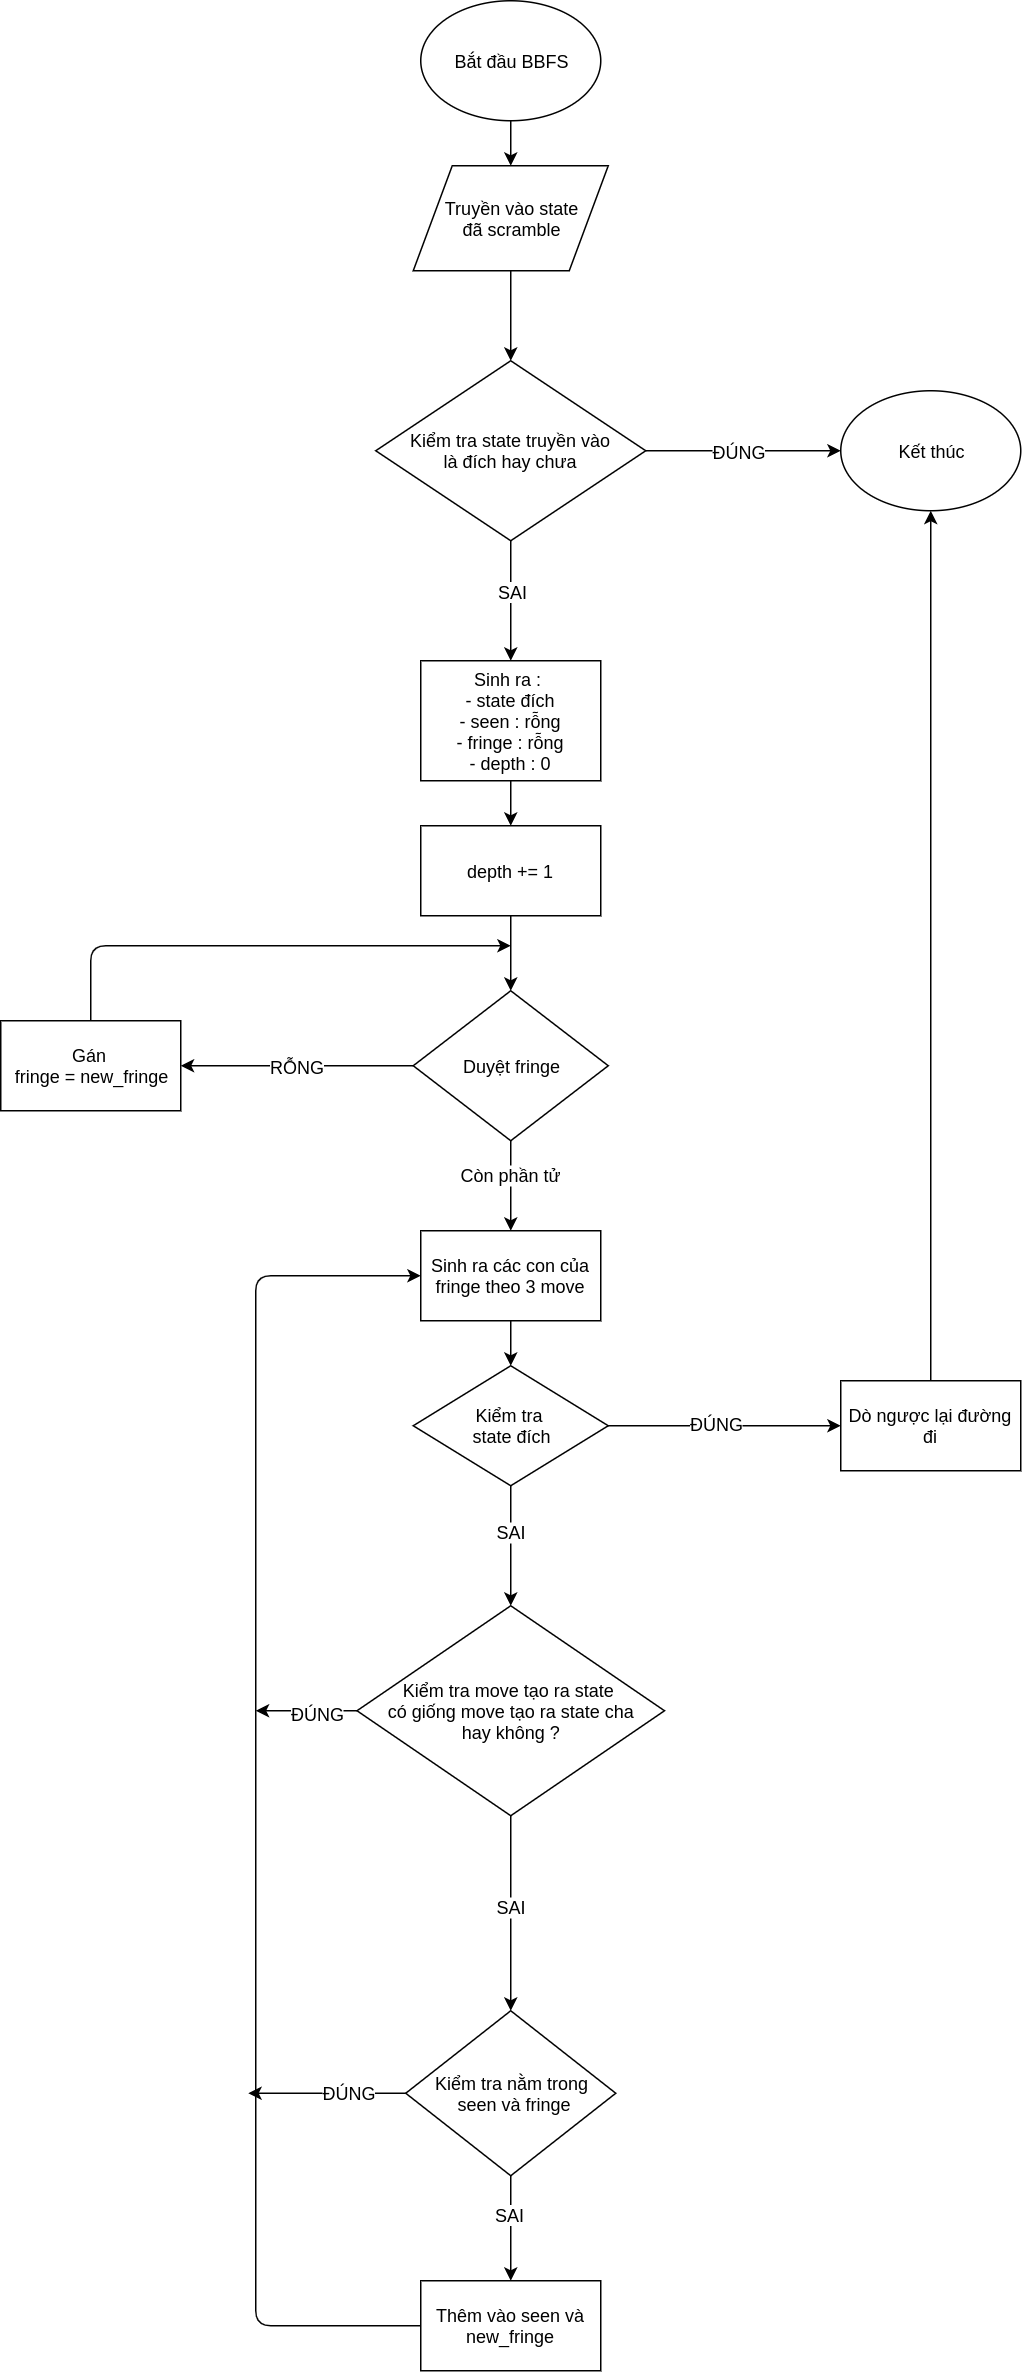 Bắt đầu BBFS
Truyền vào state
đã scramble
Kiểm tra state truyền vào
là đích hay chưa
ĐÚNG
Kết thúc
SAI
Sinh ra :
- state đích
- seen : rỗng
- fringe : rỗng
- depth : 0
depth += 1
Gán
fringe = new_fringe
RỖNG
Duyệt fringe
Còn phần tử
Sinh ra các con của
fringe theo 3 move
Kiểm tra
state đích
ĐÚNG
Dò ngược lại đường
đi
SAI
Kiểm tra move tạo ra state
có giống move tạo ra state cha
hay không ?
ĐÚNG
SAI
Kiểm tra nằm trong
seen và fringe
ĐÚNG
SAI
Thêm vào seen và
new_fringe